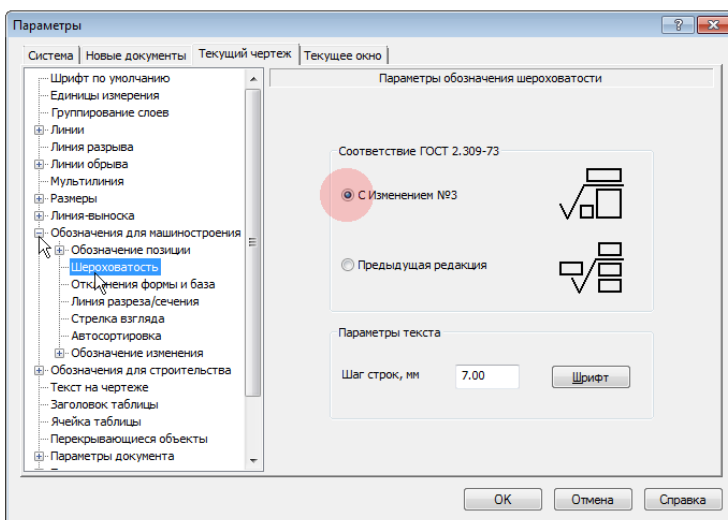 Параметры
Система Новые документы Текущий чертеж Текущее окно
Шрифт по умолчанию
Единицы измерения
Группирование слоев
Линии
Линия разрыва
Линии обрыва
Мультилиния
Размеры
Линия-выноска
Обозначения для машиностроения
Обозначение позиции
Шероховатость
Отклонения формы и база
Линия разреза/сечения
Стрелка взгляда
Автосортировка
Обозначение изменения
Обозначения для строительства
Текст на чертеже
Заголовок таблицы
Ячейка таблицы
Перекрывающиеся объекты
Параметры документа
Параметры обозначения шероховатости
Соответствие ГОСТ 2.309-73
С Изменением №3
Предыдущая редакция
Параметры текста
Шаг строк, мм 7.00 Шрифт
OK Отмена Справка